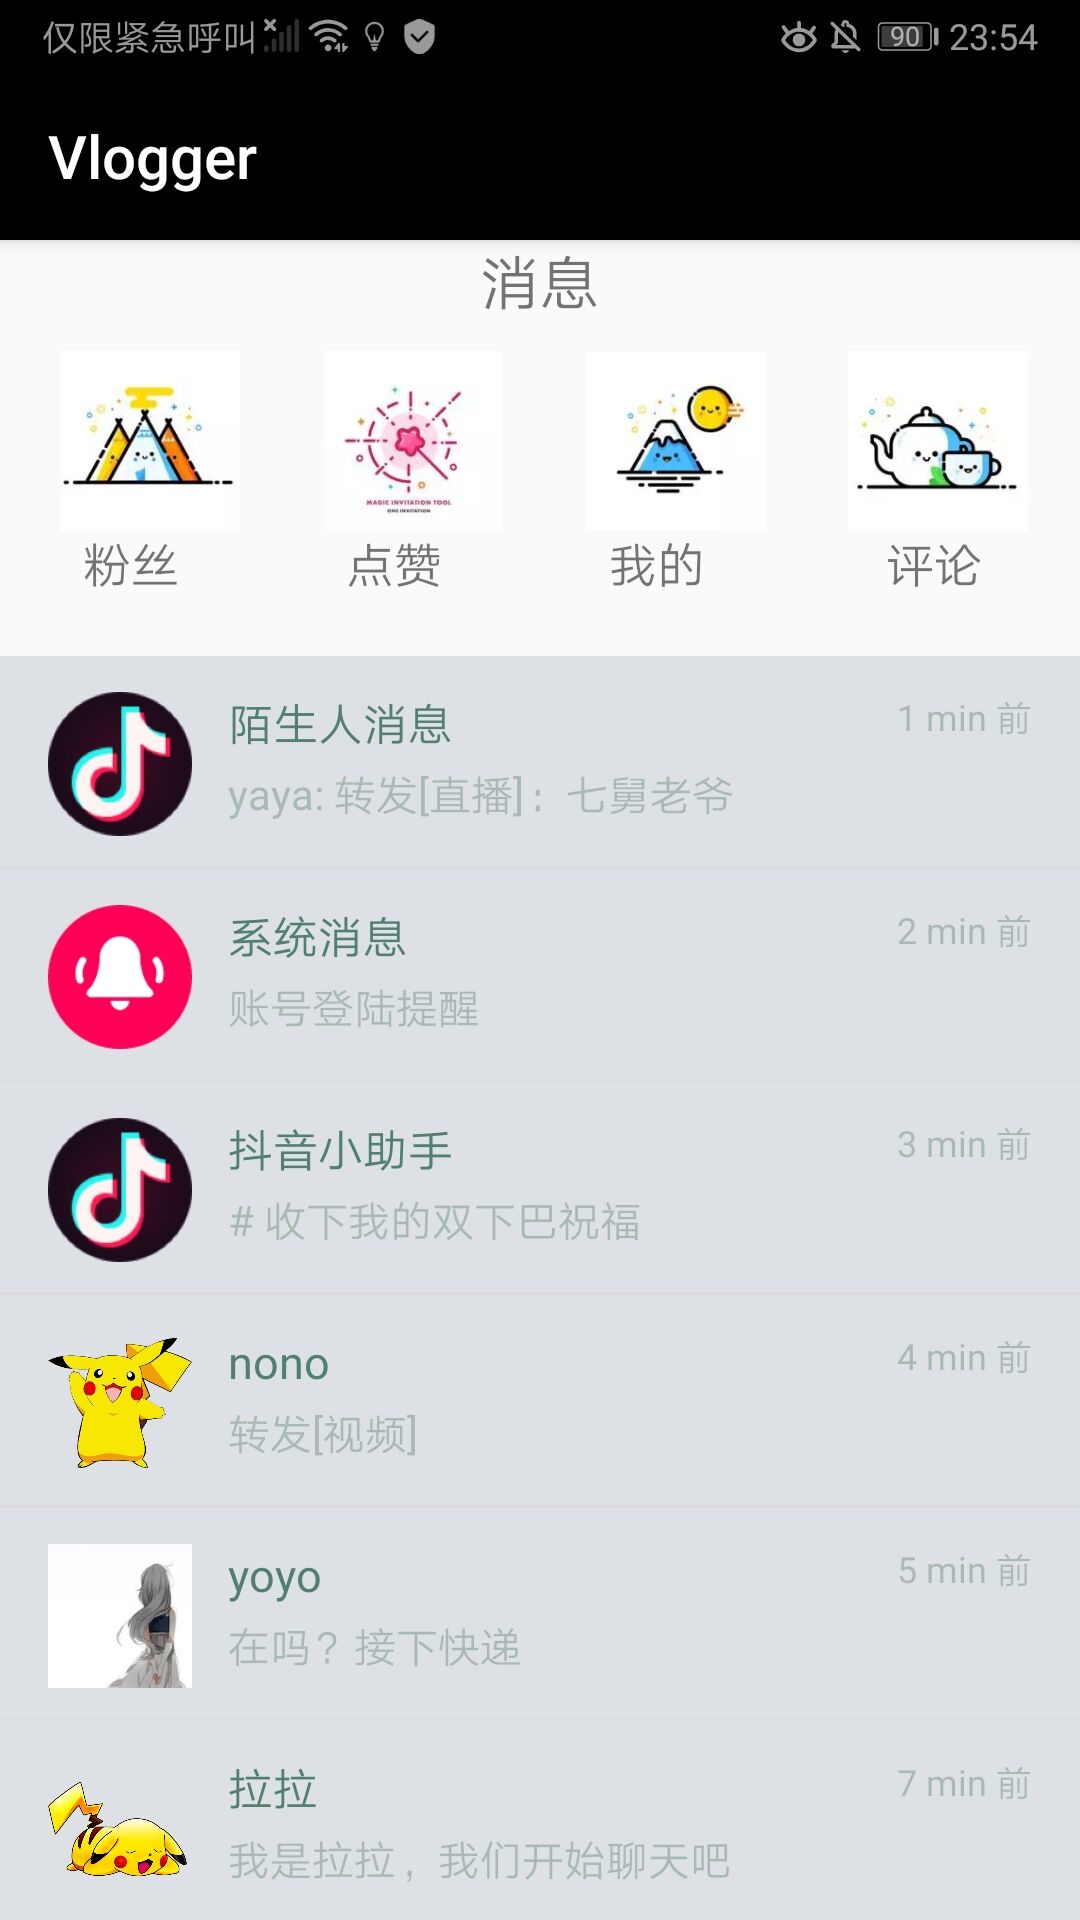 仅限紧急呼叫 90 23:54
Vlogger
消息
MAGIC INVITATION TOOL
ONE INVITATION
粉丝 点赞 我的 评论
陌生人消息 1 min 前
yaya: 转发[直播]：七舅老爷
系统消息 2 min 前
账号登陆提醒
抖音小助手 3 min 前
# 收下我的双下巴祝福
nono 4 min 前
转发[视频]
yoyo 5 min 前
在吗？接下快递
拉拉 7 min 前
我是拉拉，我们开始聊天吧